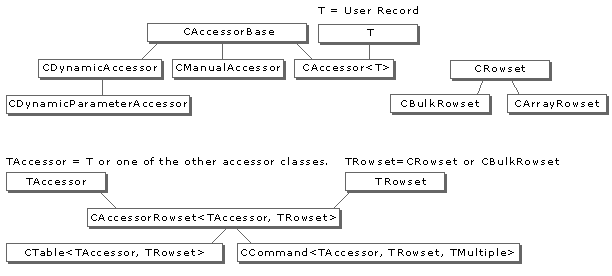 T = User Record
CAccessorBase
T
CDynamicAccessor
CManualAccessor
CAccessor<T>
CRowset
CDynamicParameterAccessor
CBulkRowset
CArrayRowset
TAccessor = T or one of the other accessor classes.
TRowset= CRowset or CBulkRowset
TAccessor
TRowset
CAccessorRowset<TAccessor, TRowset>
CTable<TAccessor, TRowset>
CCommand<TAccessor, TRowset, TMultiple>